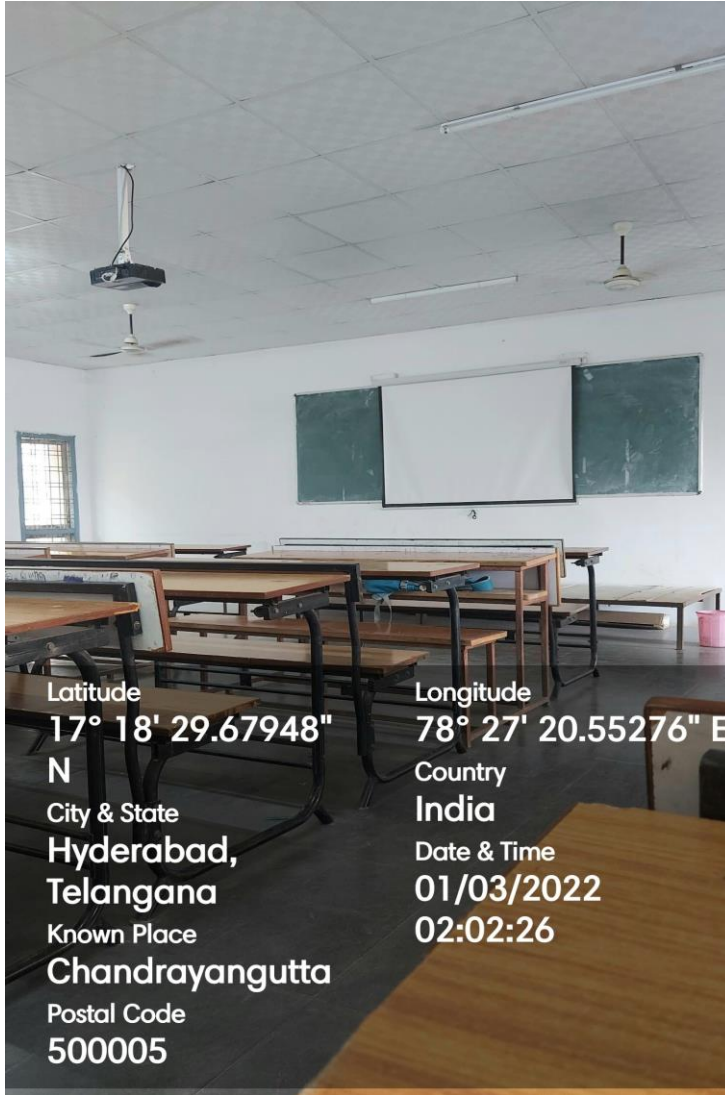 Latitude
17° 18' 29.67948"
N
City & State
Hyderabad,
Telangana
Known Place
Chandrayangutta
Postal Code
500005
Longitude
78° 27' 20.55276" E
Country
India
Date & Time
01/03/2022
02:02:26